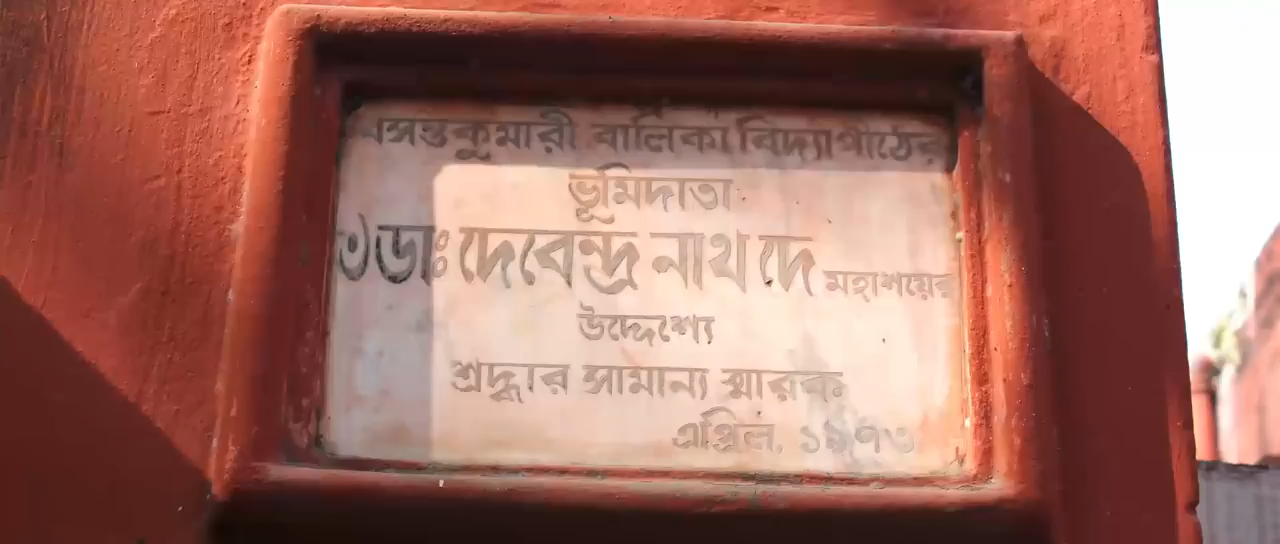 বসন্তকুমারী বালিকা বিদ্যাপীঠের
ভূমিদাতা
৺ডাঃ দেবেন্দ্র নাথ দে মহাশয়ের
উদ্দেশ্যে
শ্রদ্ধার সামান্য স্মারক
এপ্রিল, ১৯৭৩